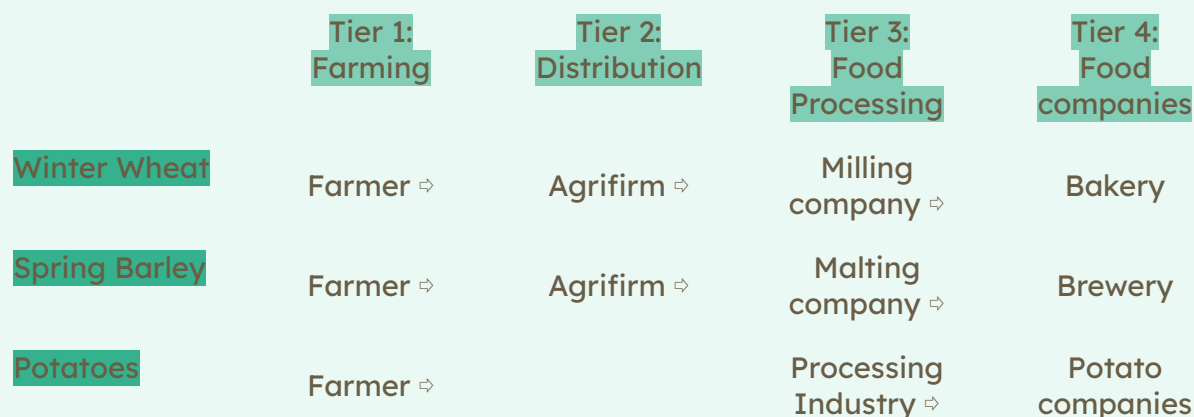 Tier 1:
Farming
Tier 2:
Distribution
Tier 3:
Food
Processing
Tier 4:
Food
companies
Winter Wheat
Farmer ⇨
Agrifirm ⇨
Milling
company ⇨
Bakery
Spring Barley
Farmer ⇨
Agrifirm ⇨
Malting
company ⇨
Brewery
Potatoes
Farmer ⇨
Processing
Industry ⇨
Potato
companies